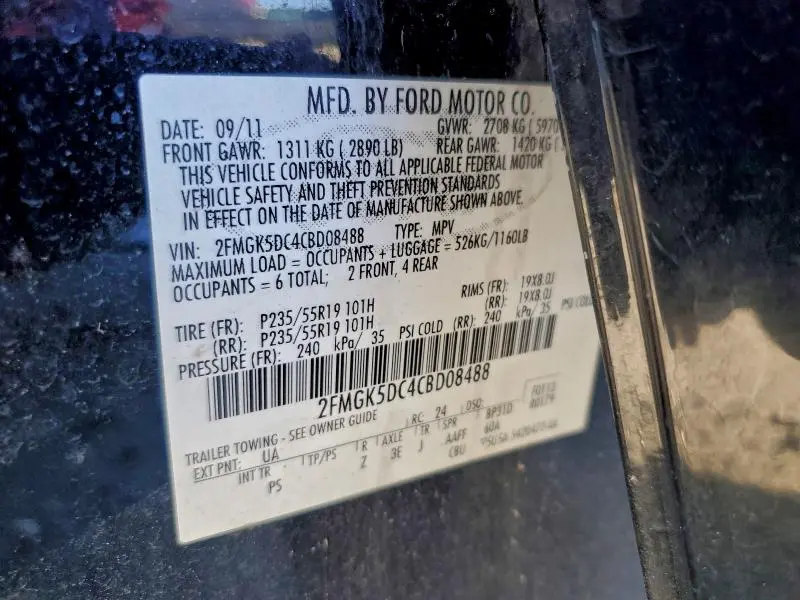 MFD. BY FORD MOTOR CO.
DATE: 09/11 GVWR: 2708 KG ( 5970
FRONT GAWR: 1311 KG ( 2890 LB) REAR GAWR: 1420 KG (
THIS VEHICLE CONFORMS TO ALL APPLICABLE FEDERAL MOTOR
VEHICLE SAFETY AND THEFT PREVENTION STANDARDS
IN EFFECT ON THE DATE OF MANUFACTURE SHOWN ABOVE.
VIN: 2FMGK5DC4CBD08488 TYPE: MPV
MAXIMUM LOAD = OCCUPANTS + LUGGAGE = 526KG/1160LB
OCCUPANTS = 6 TOTAL; 2 FRONT, 4 REAR
TIRE (FR): P235/55R19 101H RIMS (FR): 19X8.0J
(RR): P235/55R19 101H (RR): 19X8.0J
PRESSURE (FR): 240 kPa/ 35 PSI COLD (RR): 240 kPa/ 35 PSI COLD
2FMGK5DC4CBD08488
TRAILER TOWING - SEE OWNER GUIDE RC: 24 DSO:
EXT PNT: UA
INT TR TP/PS R AXLE TR SPR
PS Z 3E J AAFF
60A
CBU